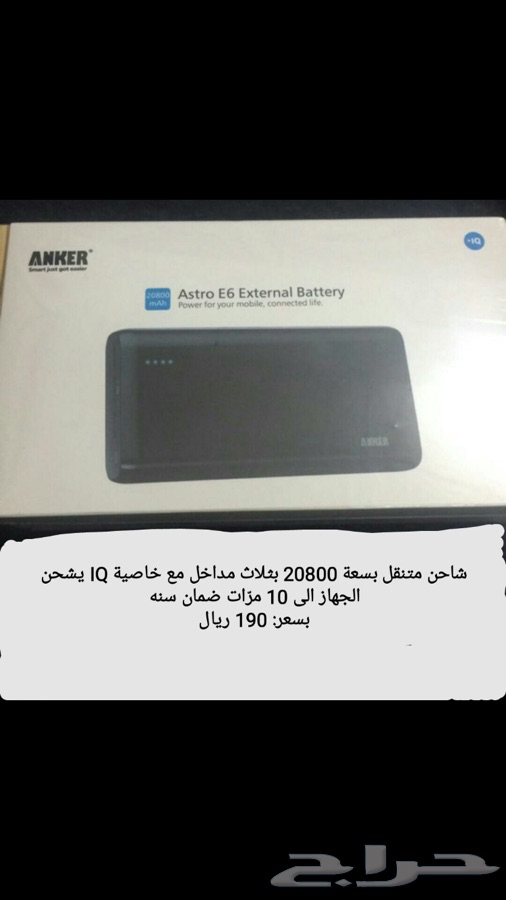 ANKER
Smart just got easier
IQ
20800
mAh
Astro E6 External Battery
Power for your mobile, connected life.
ANKER
شاحن متنقل بسعة 20800 بثلاث مداخل مع خاصية IQ يشحن
الجهاز الى 10 مرّات ضمان سنه
بسعر: 190 ريال
حراج